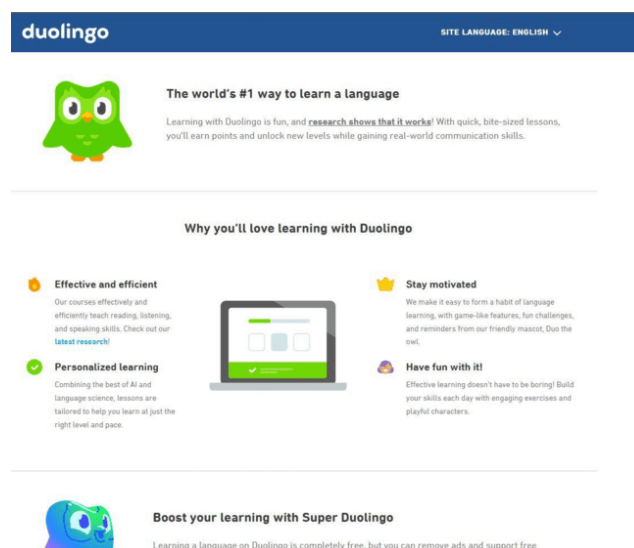 duolingo
SITE LANGUAGE: ENGLISH
The world's #1 way to learn a language
Learning with Duolingo is fun, and research shows that it works! With quick, bite-sized lessons,
you'll earn points and unlock new levels while gaining real-world communication skills.
Why you'll love learning with Duolingo
Effective and efficient
Our courses effectively and
efficiently teach reading, listening,
and speaking skills. Check out our
latest research!
Personalized learning
Combining the best of AI and
language science, lessons are
tailored to help you learn at just the
right level and pace.
Stay motivated
We make it easy to form a habit of language
learning, with game-like features, fun challenges,
and reminders from our friendly mascot, Duo the
owl.
Have fun with it!
Effective learning doesn't have to be boring! Build
your skills each day with engaging exercises and
playful characters.
Boost your learning with Super Duolingo
Learning a language on Duolingo is completely free, but you can remove ads and support free